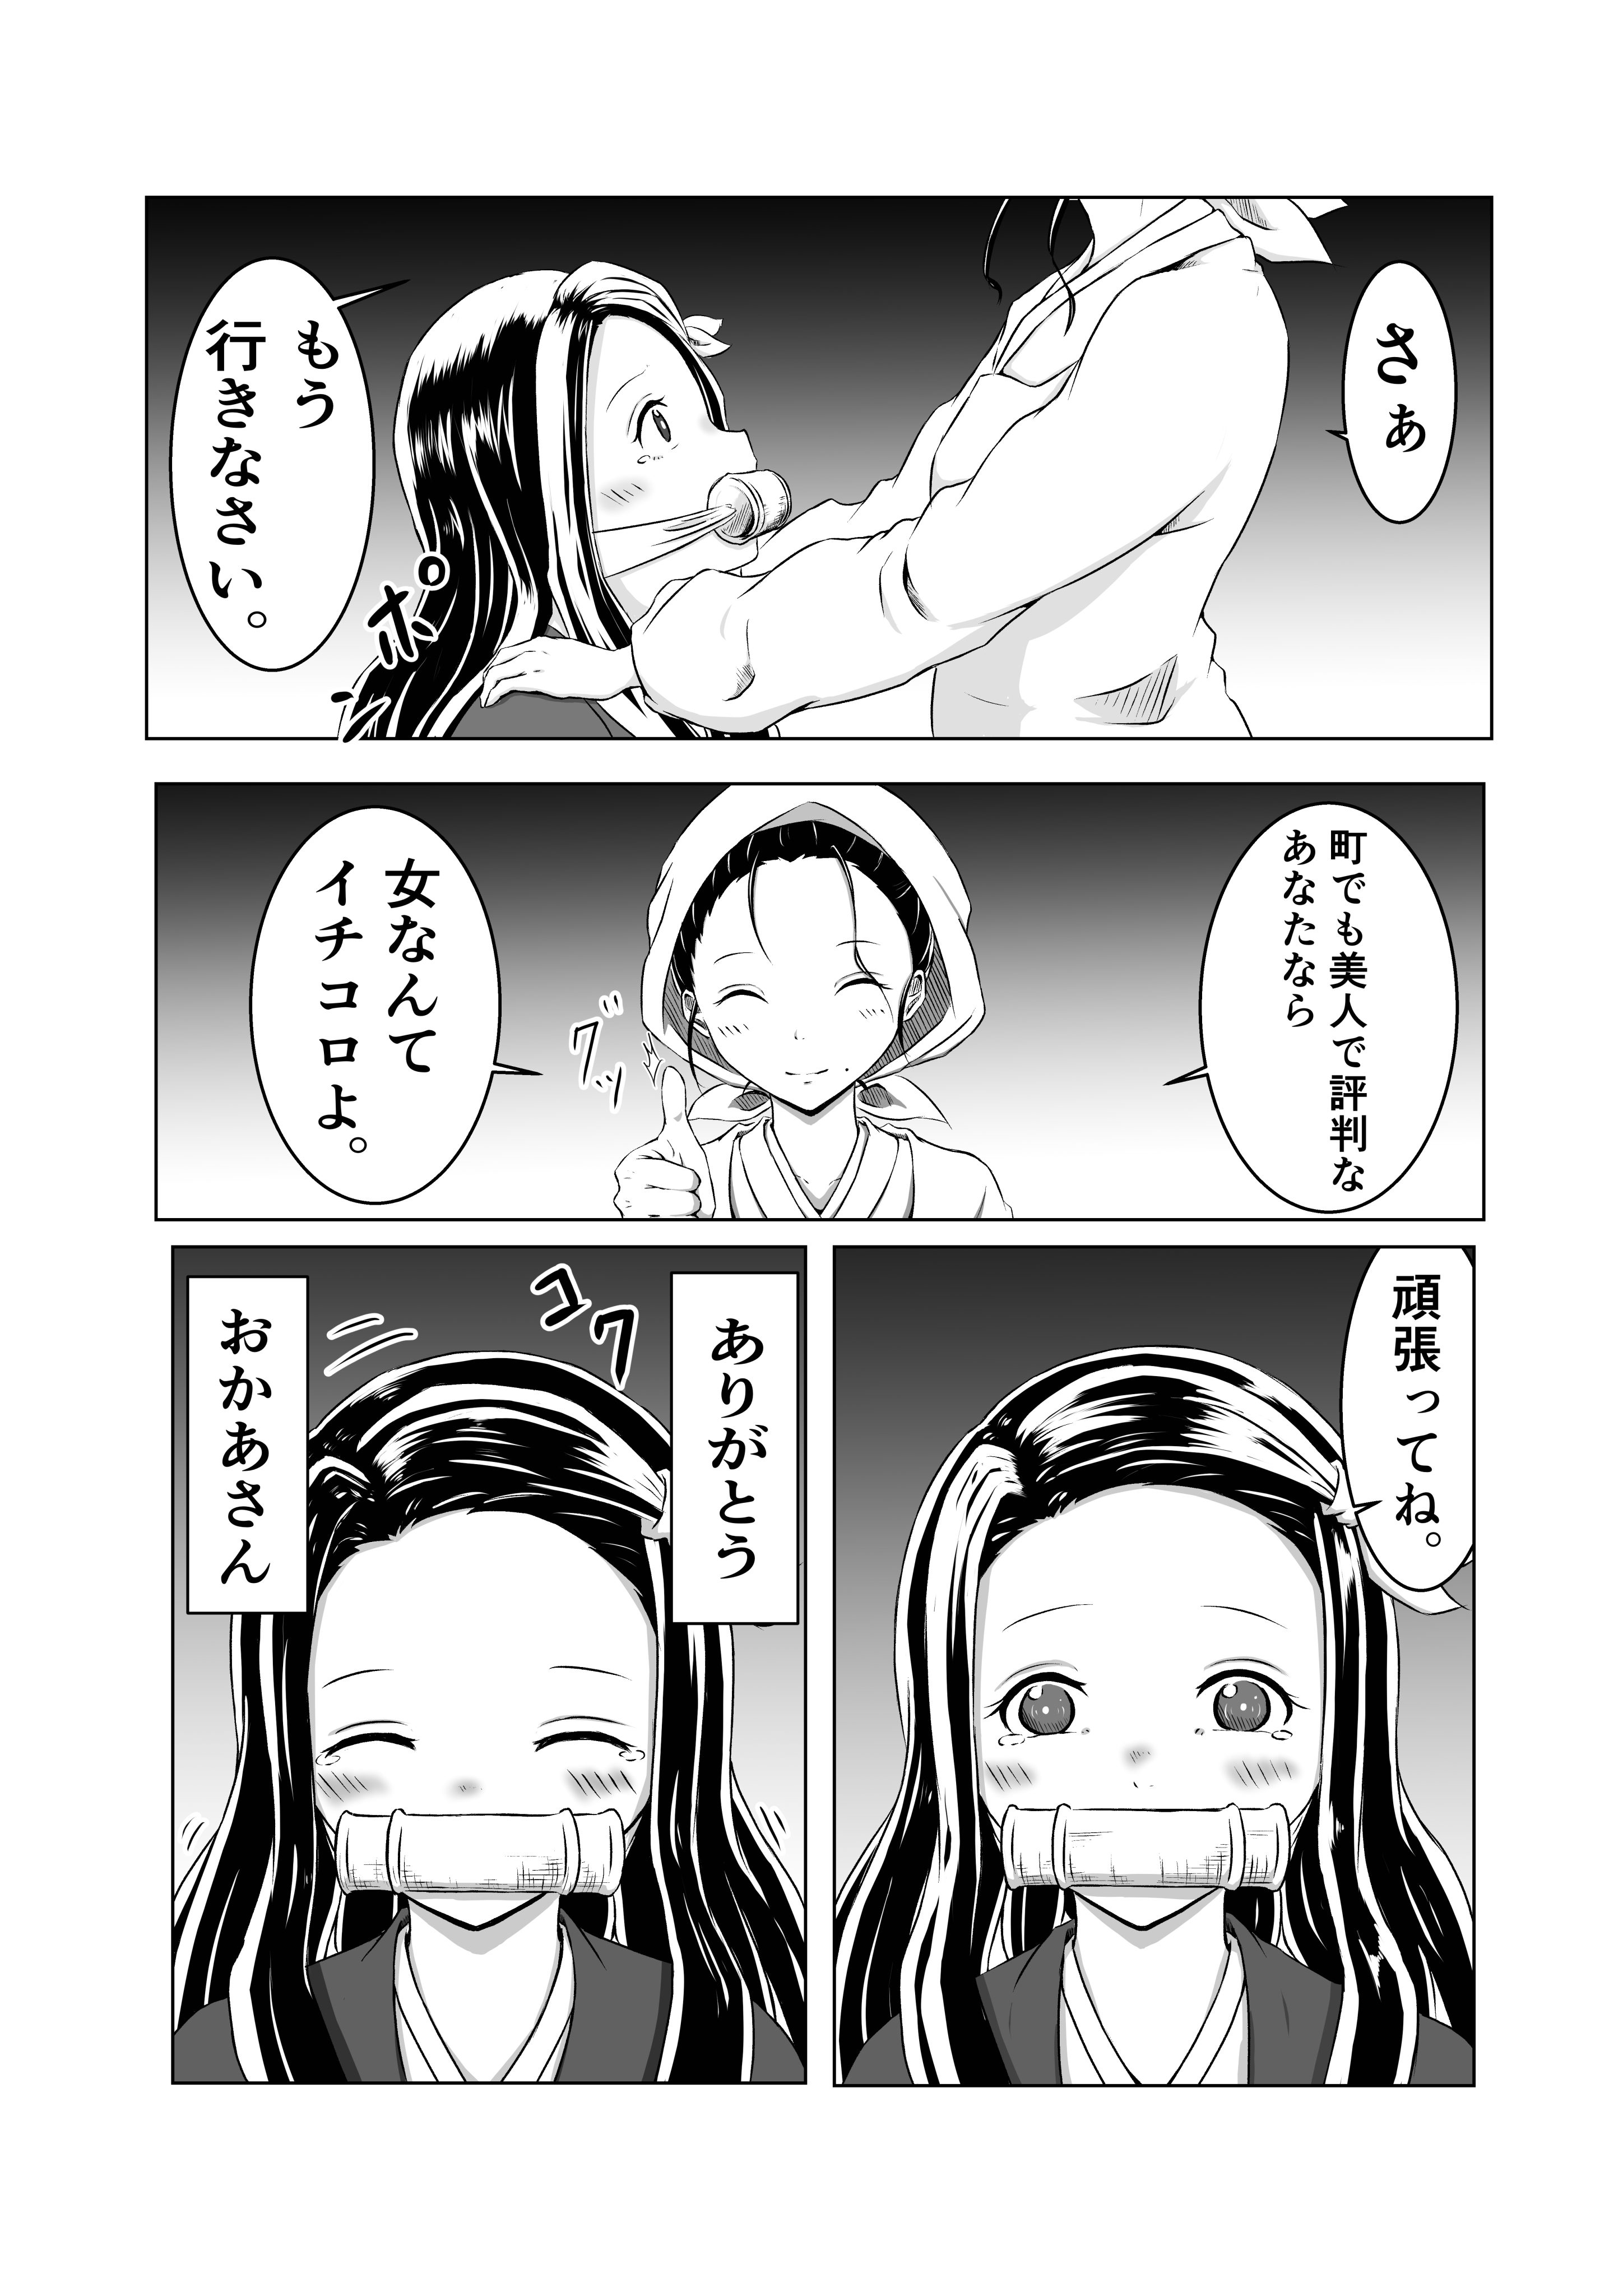 さぁ
もう
行きなさい。
ポン
町でも美人で評判な
あなたなら
女なんて
イチコロよ。
グッ
頑張ってね。
ありがとう
コクッ
おかあさん